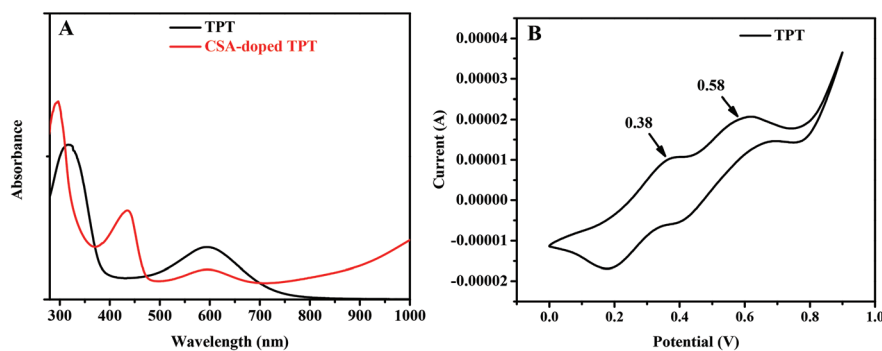 A
TPT
CSA-doped TPT
Absorbance
300 400 500 600 700 800 900 1000
Wavelength (nm)
B
TPT
0.58
0.38
0.00004
0.00003
0.00002
0.00001
0.00000
-0.00001
-0.00002
Current (A)
0.0 0.2 0.4 0.6 0.8 1.0
Potential (V)